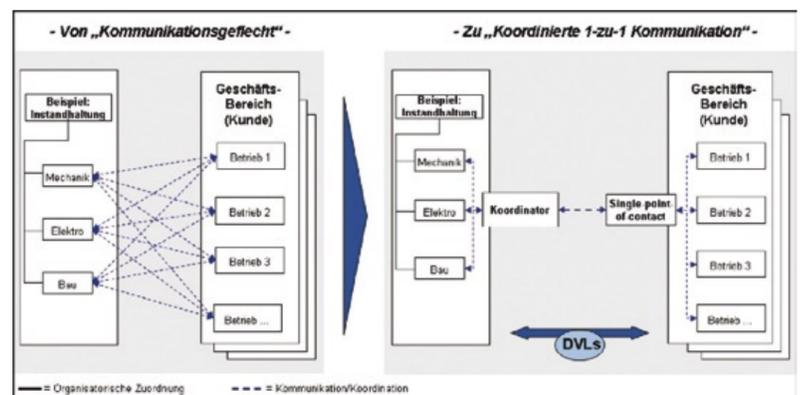 - Von „Kommunikationsgeflecht“ -
Beispiel:
Instandhaltung
Mechanik
Elektro
Bau
Geschäfts-
Bereich
(Kunde)
Betrieb 1
Betrieb 2
Betrieb 3
Betrieb ...
- Zu „Koordinierte 1-zu-1 Kommunikation“ -
Beispiel:
Instandhaltung
Mechanik
Elektro
Bau
Koordinator
Single point-
of-contact
Geschäfts-
Bereich
(Kunde)
Betrieb 1
Betrieb 2
Betrieb 3
Betrieb ...
DVLs
= Organisatorische Zuordnung
= Kommunikation/Koordination